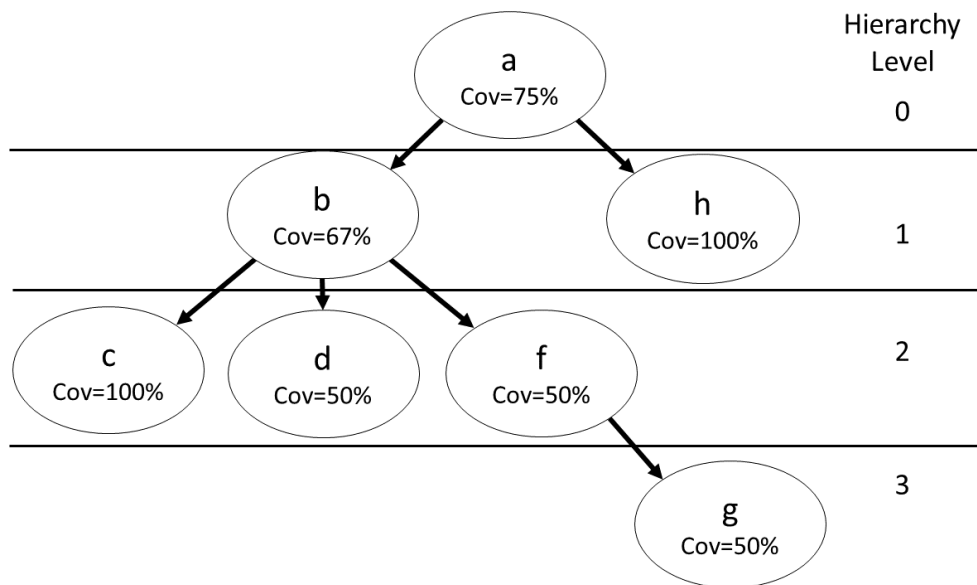 Hierarchy
Level
a
Cov=75%
0
b
Cov=67%
h
Cov=100%
1
c
Cov=100%
d
Cov=50%
f
Cov=50%
2
g
Cov=50%
3